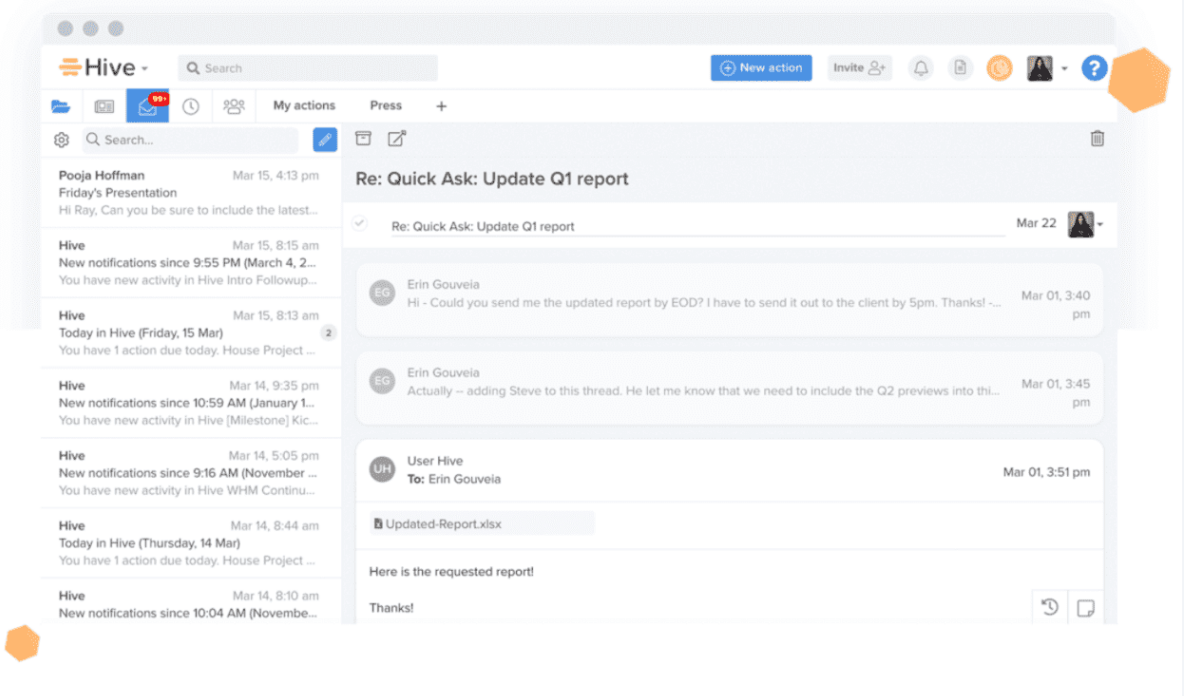 Hive
Search
New action
Invite
?
99+
My actions
Press
+
Search...
Pooja Hoffman Mar 15, 4:13 pm
Friday's Presentation
Hi Ray, Can you be sure to include the latest...
Hive Mar 15, 8:15 am
New notifications since 9:55 PM (March 4, 2...
You have new activity in Hive Intro Followup...
Hive Mar 15, 8:13 am
Today in Hive (Friday, 15 Mar)
2
You have 1 action due today. House Project ...
Hive Mar 14, 9:35 pm
New notifications since 10:59 AM (January 1...
You have new activity in Hive [Milestone] Kic...
Hive Mar 14, 5:05 pm
New notifications since 9:16 AM (November ...
You have new activity in Hive WHM Continu...
Hive Mar 14, 8:44 am
Today in Hive (Thursday, 14 Mar)
You have 1 action due today. House Project ...
Hive Mar 14, 8:10 am
New notifications since 10:04 AM (Novembe...
Re: Quick Ask: Update Q1 report
Re: Quick Ask: Update Q1 report Mar 22
EG
Erin Gouveia
Hi - Could you send me the updated report by EOD? I have to send it out to the client by 5pm. Thanks! -...
Mar 01, 3:40
pm
EG
Erin Gouveia
Actually -- adding Steve to this thread. He let me know that we need to include the Q2 previews into thi...
Mar 01, 3:45
pm
UH
User Hive
To: Erin Gouveia
Mar 01, 3:51 pm
Updated-Report.xlsx
Here is the requested report!
Thanks!